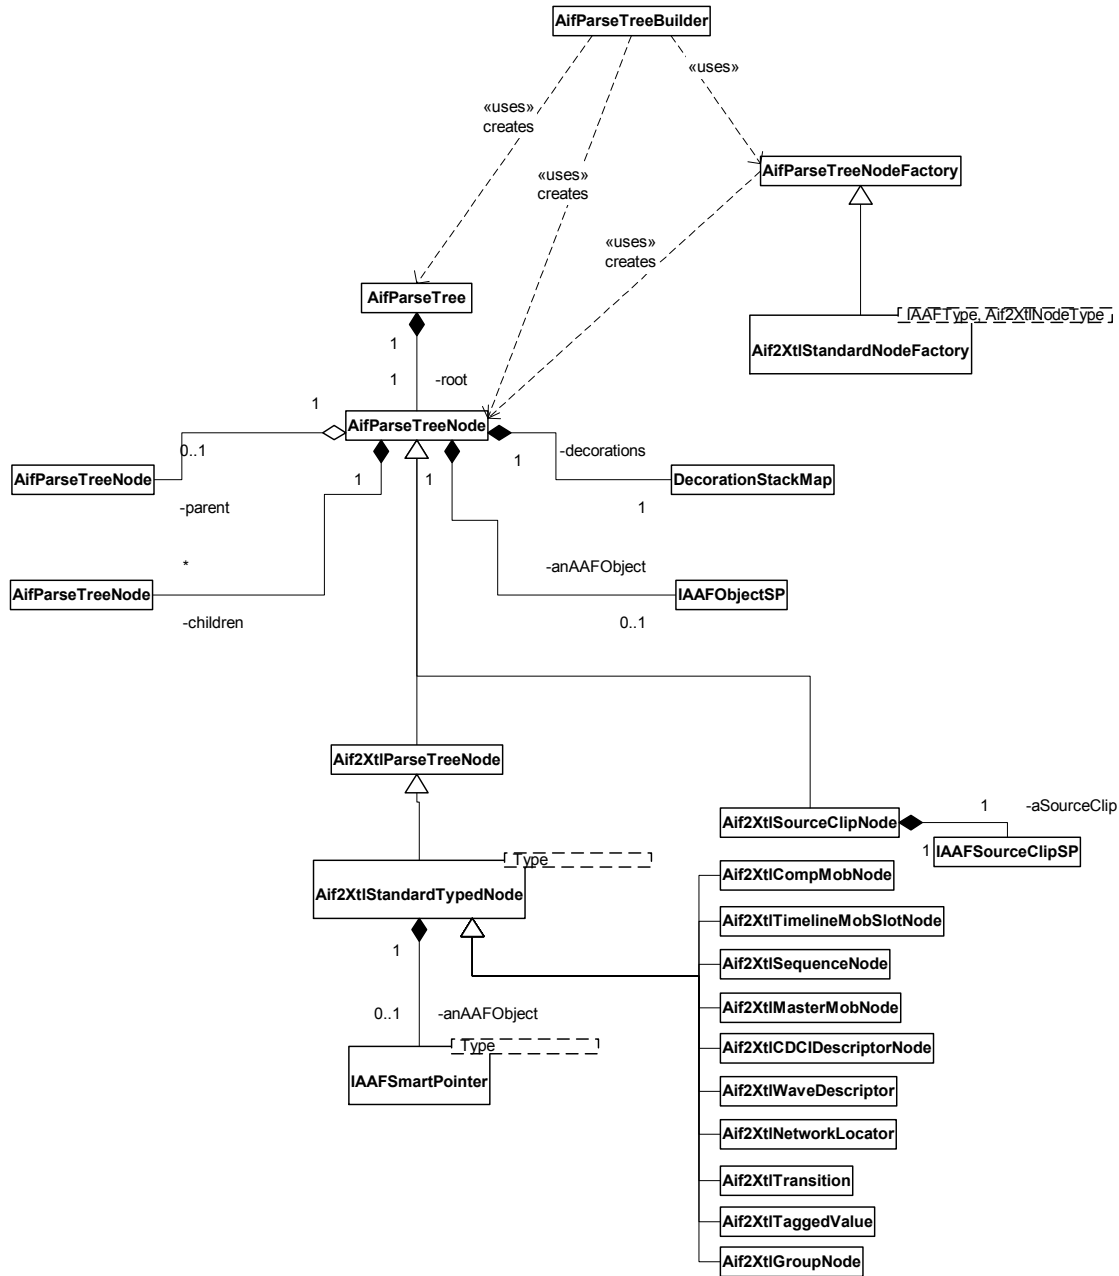 AifParseTreeBuilder
«uses»
«uses»
creates
AifParseTreeNodeFactory
«uses»
creates
«uses»
creates
AifParseTree
IAAFType, Aif2XtlNodeType
Aif2XtlStandardNodeFactory
1
1
-root
1
AifParseTreeNode
0..1
1
1
1
-decorations
AifParseTreeNode
DecorationStackMap
-parent
1
*
-anAAFObject
AifParseTreeNode
IAAFObjectSP
-children
0..1
Aif2XtlParseTreeNode
1
-aSourceClip
Aif2XtlSourceClipNode
1
IAAFSourceClipSP
Type
Aif2XtlStandardTypedNode
Aif2XtlCompMobNode
Aif2XtlTimelineMobSlotNode
1
Aif2XtlSequenceNode
0..1
-anAAFObject
Aif2XtlMasterMobNode
Type
Aif2XtlCDCIDescriptorNode
IAAFSmartPointer
Aif2XtlWaveDescriptor
Aif2XtlNetworkLocator
Aif2XtlTransition
Aif2XtlTaggedValue
Aif2XtlGroupNode